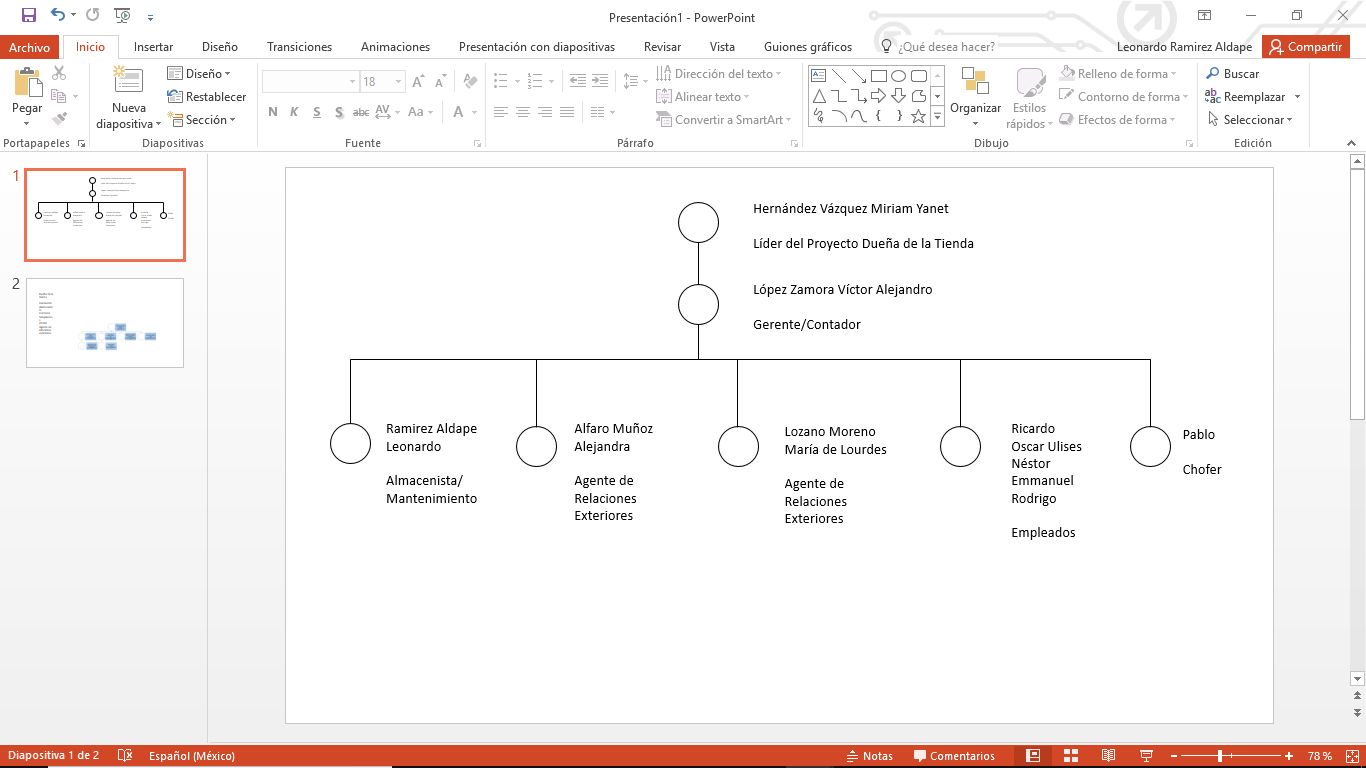 Presentación1 - PowerPoint
Archivo
Inicio
Insertar
Diseño
Transiciones
Animaciones
Presentación con diapositivas
Revisar
Vista
Guiones gráficos
¿Qué desea hacer?
Leonardo Ramirez Aldape
Compartir
Pegar
Nueva
diapositiva
Diseño
Restablecer
Sección
18
N K S S abc AV Aa A
Dirección del texto
Alinear texto
Convertir a SmartArt
Organizar
Estilos
rápidos
Relleno de forma
Contorno de forma
Efectos de forma
Buscar
Reemplazar
Seleccionar
Portapapeles
Diapositivas
Fuente
Párrafo
Dibujo
Edición
1
2
Hernández Vázquez Miriam Yanet
Líder del Proyecto Dueña de la Tienda
López Zamora Víctor Alejandro
Gerente/Contador
Ramirez Aldape
Leonardo
Almacenista/
Mantenimiento
Alfaro Muñoz
Alejandra
Agente de
Relaciones
Exteriores
Lozano Moreno
María de Lourdes
Agente de
Relaciones
Exteriores
Ricardo
Oscar Ulises
Néstor
Emmanuel
Rodrigo
Empleados
Pablo
Chofer
Diapositiva 1 de 2
Español (México)
Notas
Comentarios
78 %